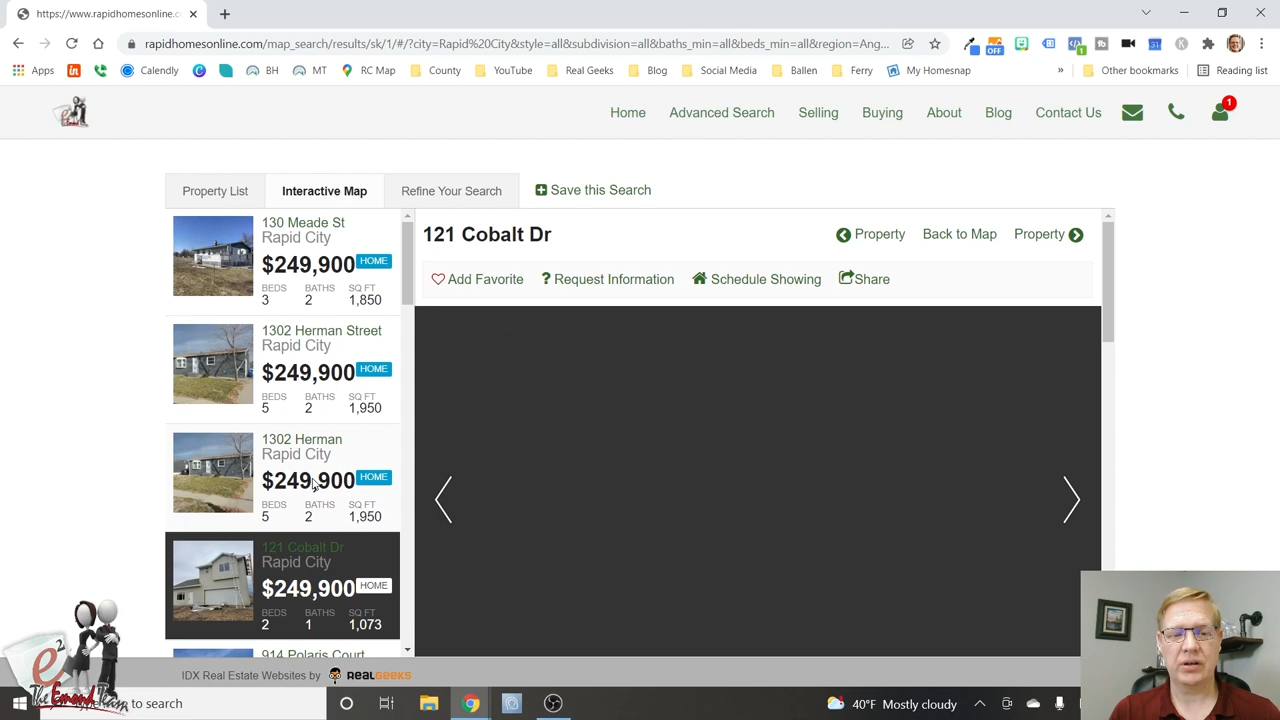 https://www.rapidhomesonline.c
rapidhomesonline.com/map_search/results/slv/1/#/?city=Rapid%20City&style=all&subdivision=all&baths_min=all&beds_min=all&region=Ang...
OFF
1
Apps
Calendly
BH
MT
RC Map
County
YouTube
Real Geeks
Blog
Social Media
Ballen
Ferry
My Homesnap
»
Other bookmarks
Reading list
Home
Advanced Search
Selling
Buying
About
Blog
Contact Us
1
Property List
Interactive Map
Refine Your Search
Save this Search
130 Meade St
Rapid City
$249,900 HOME
BEDS BATHS SQ FT
3 2 1,850
1302 Herman Street
Rapid City
$249,900 HOME
BEDS BATHS SQ FT
5 2 1,950
1302 Herman
Rapid City
$249,900 HOME
BEDS BATHS SQ FT
5 2 1,950
121 Cobalt Dr
Rapid City
$249,900 HOME
BEDS BATHS SQ FT
2 1 1,073
914 Polaris Court
121 Cobalt Dr
Property
Back to Map
Property
Add Favorite
? Request Information
Schedule Showing
Share
IDX Real Estate Websites by REALGEEKS
e2
The Emond Team
to search
40°F Mostly cloudy